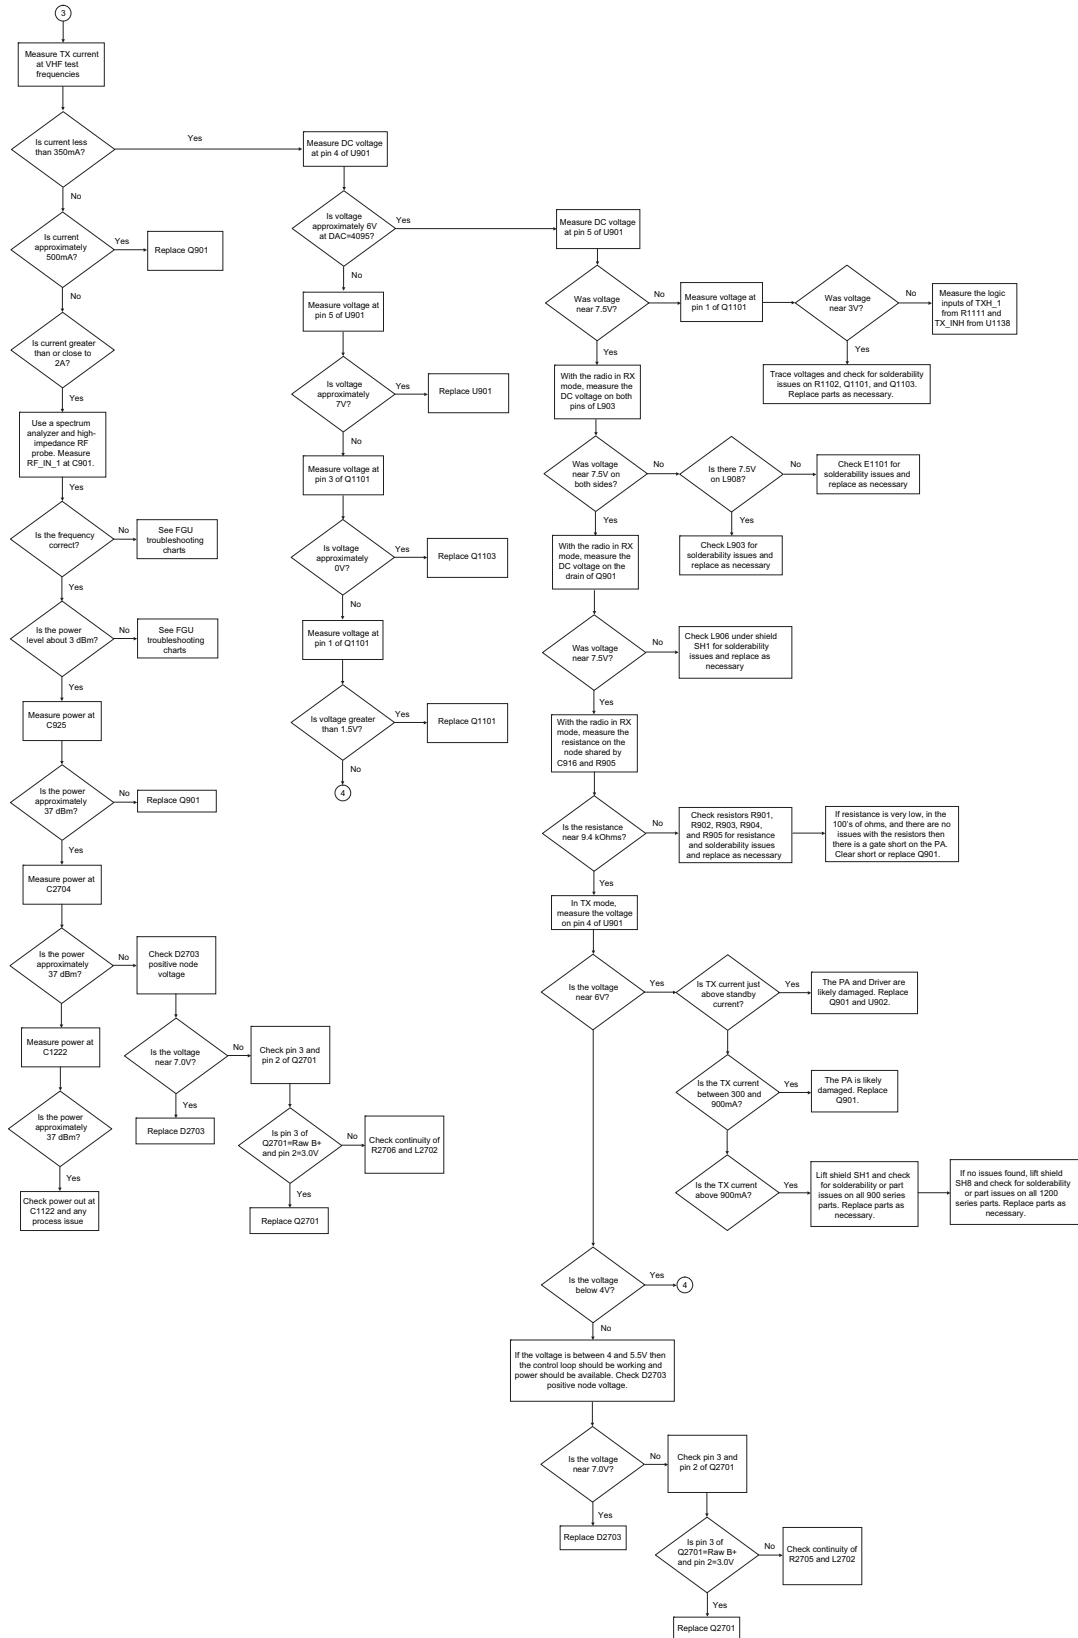 3
Measure TX current
at VHF test
frequencies
Is current less
than 350mA?
Yes
No
Is current
approximately
500mA?
Yes
Replace Q901
No
Is current greater
than or close to
2A?
Yes
Use a spectrum
analyzer and high-
impedance RF
probe. Measure
RF_IN_1 at C901.
Yes
Is the frequency
correct?
No
See FGU
troubleshooting
charts
Yes
Is the power
level about 3 dBm?
No
See FGU
troubleshooting
charts
Yes
Measure power at
C925
Is the power
approximately
37 dBm?
No
Replace Q901
Yes
Measure power at
C2704
Is the power
approximately
37 dBm?
No
Check D2703
positive node
voltage
Yes
Measure power at
C1222
Is the power
approximately
37 dBm?
Yes
Check power out at
C1122 and any
process issue
Is the voltage
near 7.0V?
No
Check pin 3 and
pin 2 of Q2701
Yes
Replace D2703
Is pin 3 of
Q2701=Raw B+
and pin 2=3.0V
No
Check continuity of
R2706 and L2702
Yes
Replace Q2701
Measure DC voltage
at pin 4 of U901
Is voltage
approximately 6V
at DAC=4095?
Yes
No
Measure voltage at
pin 5 of U901
Is voltage
approximately
7V?
Yes
Replace U901
No
Measure voltage at
pin 3 of Q1101
Is voltage
approximately
0V?
Yes
Replace Q1103
No
Measure voltage at
pin 1 of Q1101
Is voltage greater
than 1.5V?
Yes
Replace Q1101
No
4
Measure DC voltage
at pin 5 of U901
Was voltage
near 7.5V?
No
Measure voltage at
pin 1 of Q1101
Was voltage
near 3V?
No
Measure the logic
inputs of TXH_1
from R1111 and
TX_INH from U1138
Yes
Trace voltages and check for solderability
issues on R1102, Q1101, and Q1103.
Replace parts as necessary.
Yes
With the radio in RX
mode, measure the
DC voltage on both
pins of L903
Was voltage
near 7.5V on
both sides?
No
Is there 7.5V
on L908?
No
Check E1101 for
solderability issues and
replace as necessary
Yes
Check L903 for
solderability issues and
replace as necessary
Yes
With the radio in RX
mode, measure the
DC voltage on the
drain of Q901
Was voltage
near 7.5V?
No
Check L906 under shield
SH1 for solderability
issues and replace as
necessary
Yes
With the radio in RX
mode, measure the
resistance on the
node shared by
C916 and R905
Is the resistance
near 9.4 kOhms?
No
Check resistors R901,
R902, R903, R904,
and R905 for resistance
and solderability issues
and replace as necessary
If resistance is very low, in the
100's of ohms, and there are no
issues with the resistors then
there is a gate short on the PA.
Clear short or replace Q901.
Yes
In TX mode,
measure the voltage
on pin 4 of U901
Is the voltage
near 6V?
Yes
Is TX current just
above standby
current?
Yes
The PA and Driver are
likely damaged. Replace
Q901 and U902.
Is the TX current
between 300 and
900mA?
Yes
The PA is likely
damaged. Replace
Q901.
Is the TX current
above 900mA?
Yes
Lift shield SH1 and check
for solderability or part
issues on all 900 series
parts. Replace parts as
necessary.
If no issues found, lift shield
SH8 and check for solderability
or part issues on all 1200
series parts. Replace parts as
necessary.
Is the voltage
below 4V?
Yes
4
No
If the voltage is between 4 and 5.5V then
the control loop should be working and
power should be available. Check D2703
positive node voltage.
Is the voltage
near 7.0V?
No
Check pin 3 and
pin 2 of Q2701
Yes
Replace D2703
Is pin 3 of
Q2701=Raw B+
and pin 2=3.0V
No
Check continuity of
R2705 and L2702
Yes
Replace Q2701